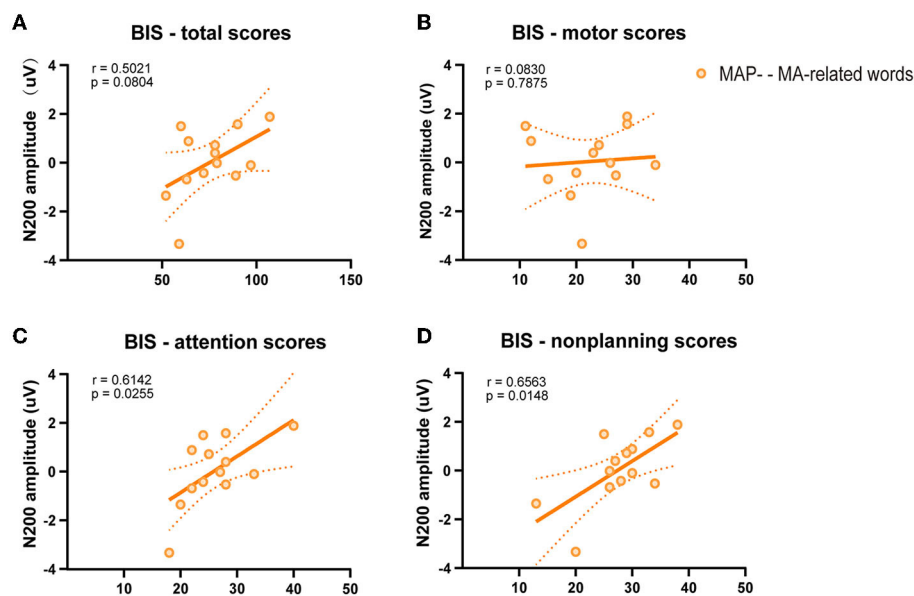 A
BIS - total scores
r = 0.5021
p = 0.0804
N200 amplitude （uV）
4
2
0
-2
-4
50
100
150
B
BIS - motor scores
r = 0.0830
p = 0.7875
N200 amplitude (uV)
4
2
0
-2
-4
10
20
30
40
50
MAP- - MA-related words
C
BIS - attention scores
r = 0.6142
p = 0.0255
N200 amplitude (uV)
4
2
0
-2
-4
10
20
30
40
50
D
BIS - nonplanning scores
r = 0.6563
p = 0.0148
N200 amplitude (uV)
4
2
0
-2
-4
10
20
30
40
50